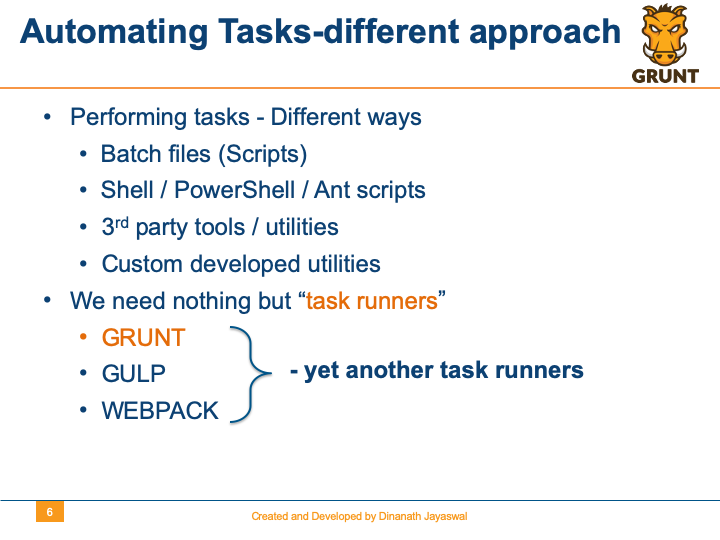 Automating Tasks-different approach
GRUNT
• Performing tasks - Different ways
• Batch files (Scripts)
• Shell / PowerShell / Ant scripts
• 3rd party tools / utilities
• Custom developed utilities
• We need nothing but “task runners”
• GRUNT
• GULP
- yet another task runners
• WEBPACK
6
Created and Developed by Dinanath Jayaswal